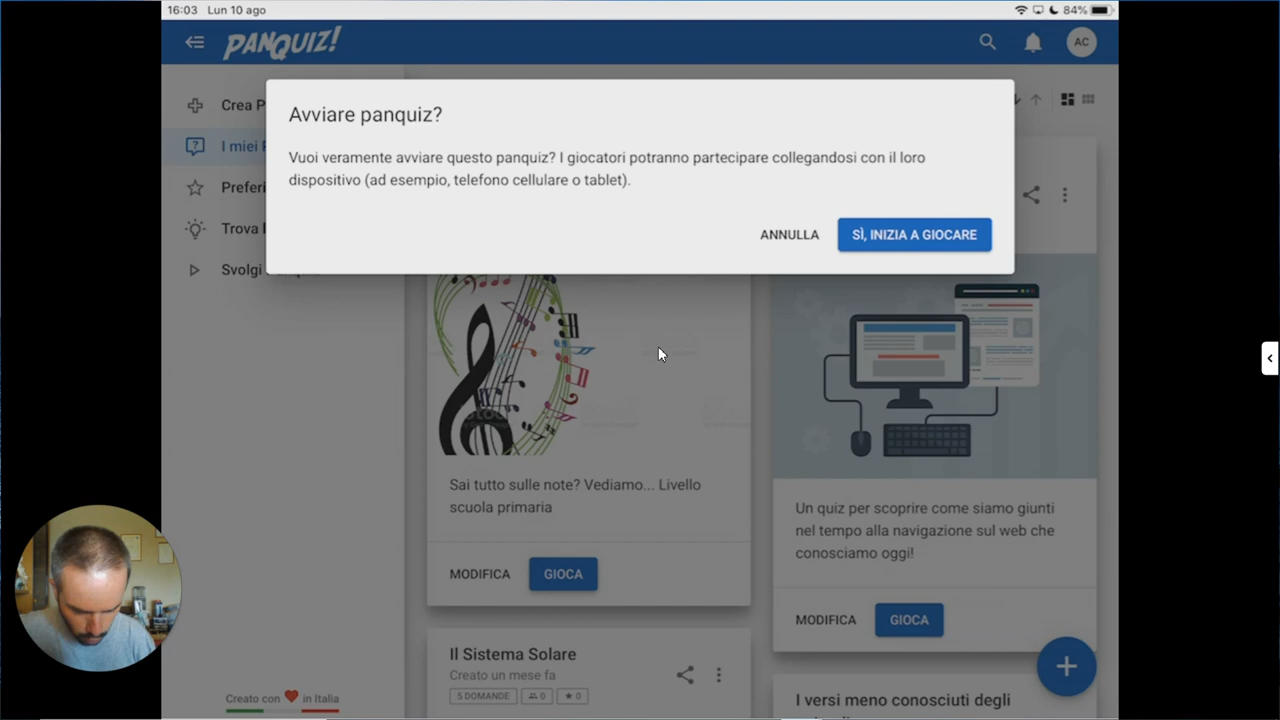 16:03 Lun 10 ago
84%
PANQUIZ!
AC
Crea P
I miei
Preferi
Trova
Svolgi
Avviare panquiz?
Vuoi veramente avviare questo panquiz? I giocatori potranno partecipare collegandosi con il loro
dispositivo (ad esempio, telefono cellulare o tablet).
ANNULLA
SÌ, INIZIA A GIOCARE
Sai tutto sulle note? Vediamo... Livello
scuola primaria
MODIFICA
GIOCA
Un quiz per scoprire come siamo giunti
nel tempo alla navigazione sul web che
conosciamo oggi!
MODIFICA
GIOCA
Il Sistema Solare
Creato un mese fa
5 DOMANDE
0
0
I versi meno conosciuti degli
Creato con in Italia